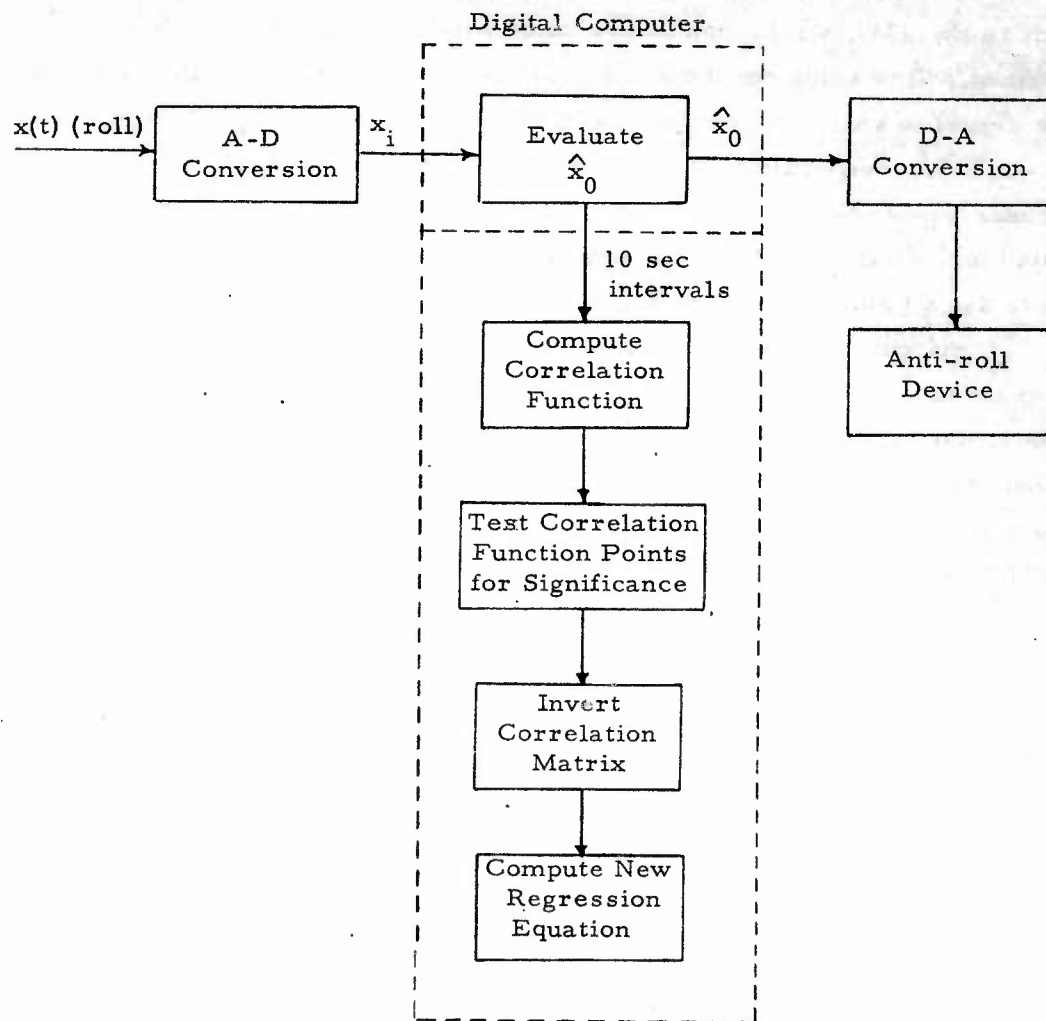 Digital Computer
x(t) (roll)
A-D
Conversion
x_i
Evaluate
x̂_0
x̂_0
D-A
Conversion
10 sec
intervals
Compute
Correlation
Function
Anti-roll
Device
Test Correlation
Function Points
for Significance
Invert
Correlation
Matrix
Compute New
Regression
Equation